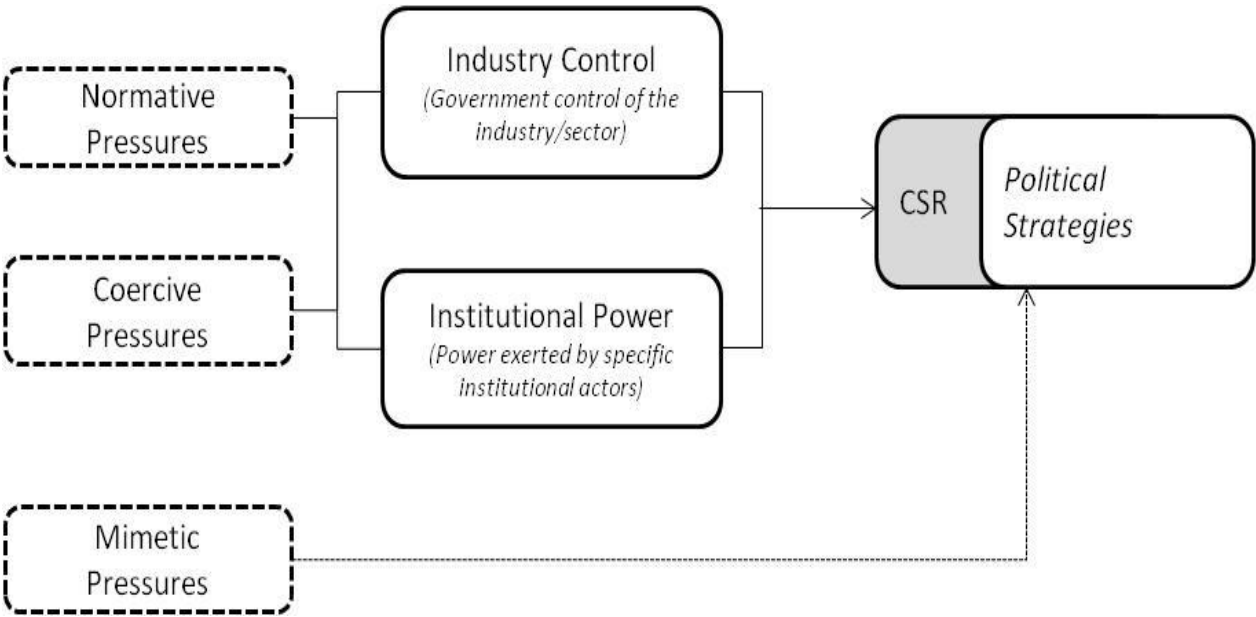 Normative
Pressures
Industry Control
(Government control of the
industry/sector)
Coercive
Pressures
Institutional Power
(Power exerted by specific
institutional actors)
CSR
Political
Strategies
Mimetic
Pressures